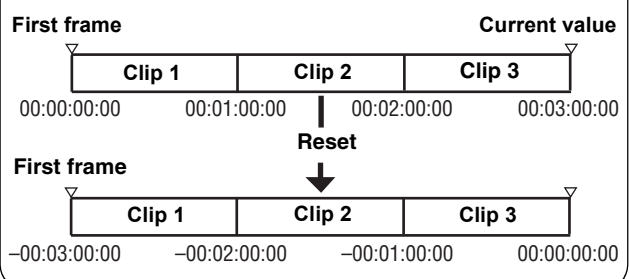 First frame Current value
Clip 1 Clip 2 Clip 3
00:00:00:00 00:01:00:00 00:02:00:00 00:03:00:00
Reset
First frame
Clip 1 Clip 2 Clip 3
–00:03:00:00 –00:02:00:00 –00:01:00:00 00:00:00:00